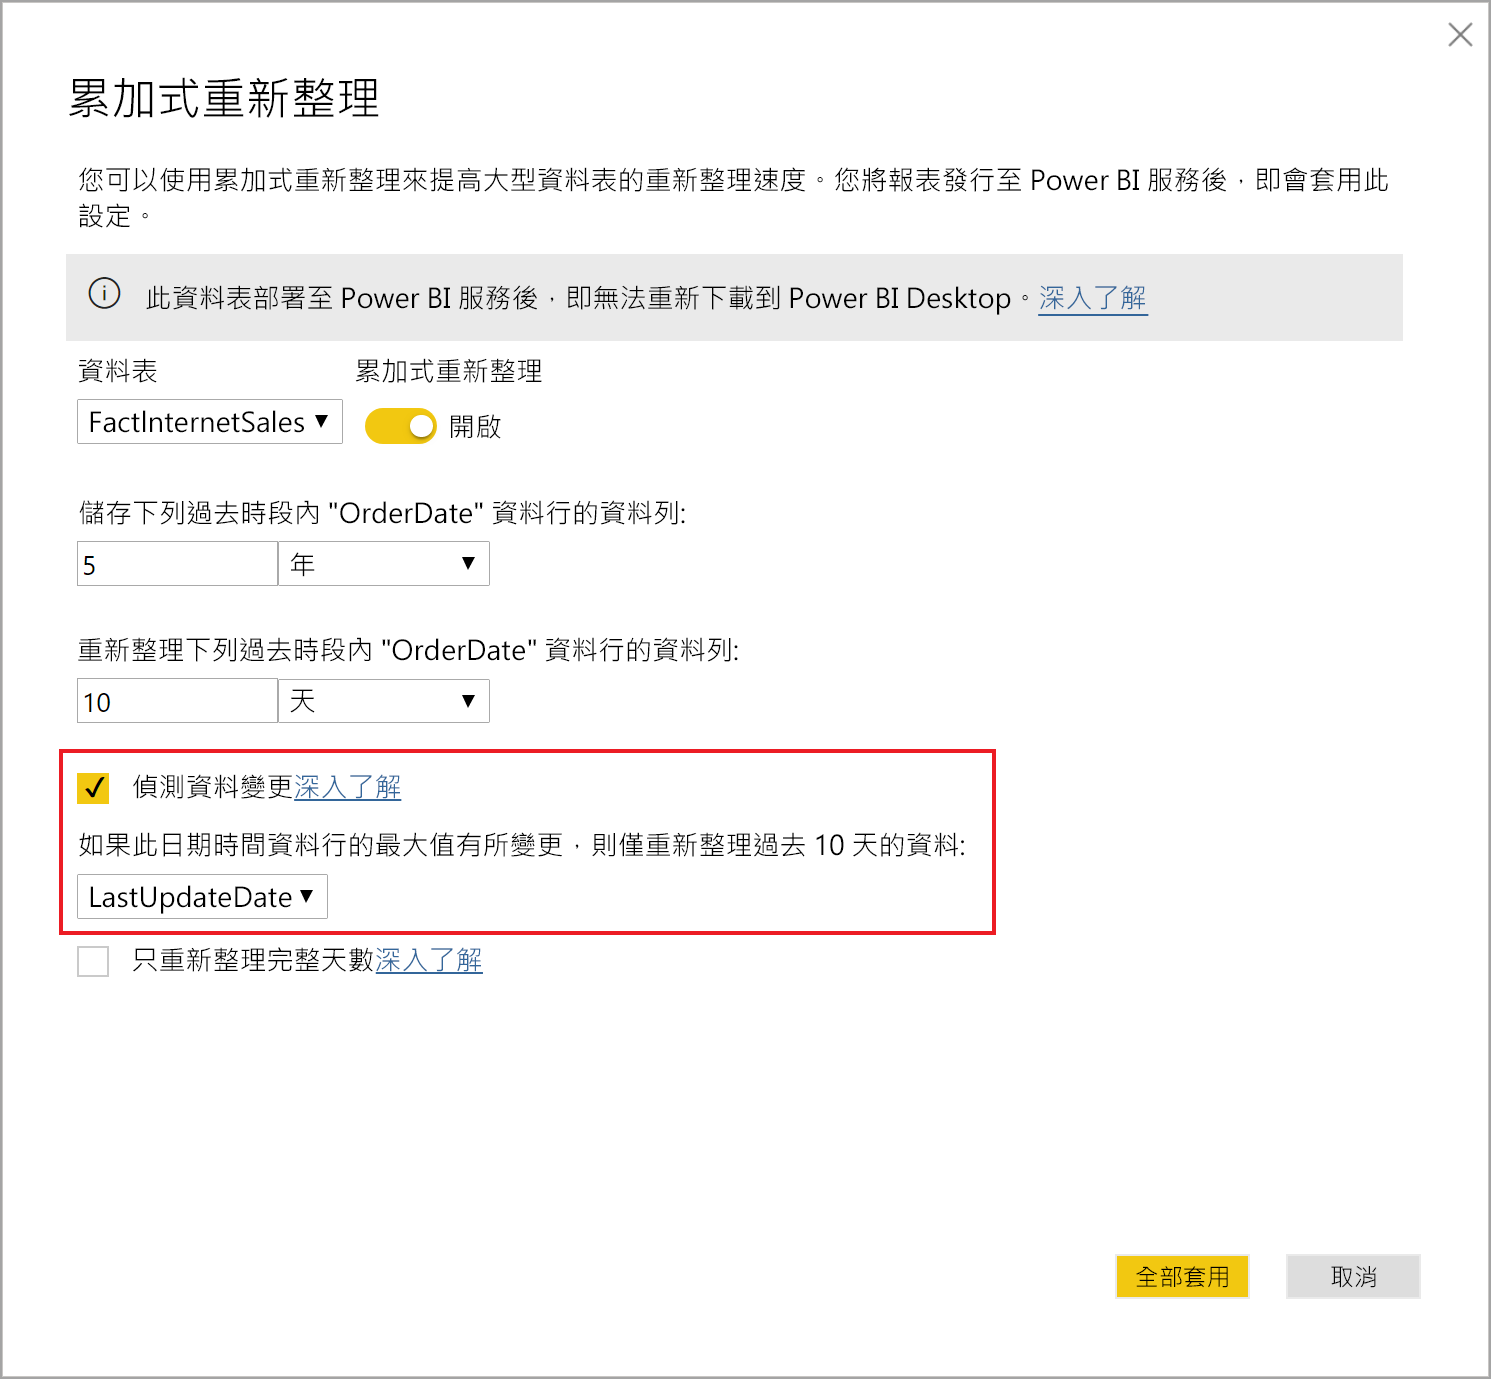 累加式重新整理
您可以使用累加式重新整理來提高大型資料表的重新整理速度。您將報表發行至 Power BI 服務後，即會套用此
設定。
此資料表部署至 Power BI 服務後，即無法重新下載到 Power BI Desktop。深入了解
資料表 累加式重新整理
FactInternetSales 開啟
儲存下列過去時段內 "OrderDate" 資料行的資料列:
5 年
重新整理下列過去時段內 "OrderDate" 資料行的資料列:
10 天
偵測資料變更深入了解
如果此日期時間資料行的最大值有所變更，則僅重新整理過去 10 天的資料:
LastUpdateDate
只重新整理完整天數深入了解
全部套用 取消